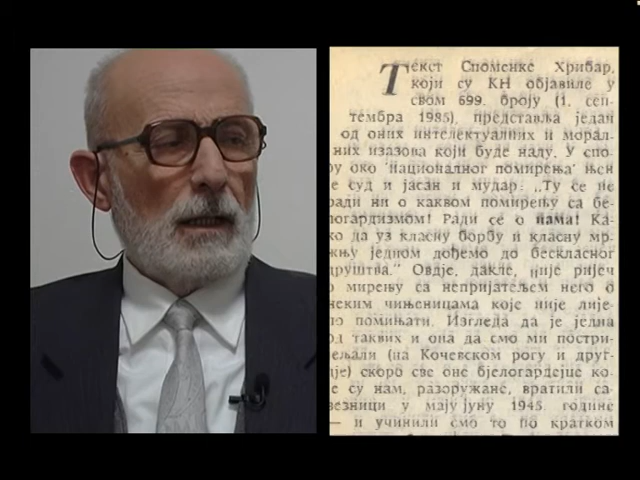 Текст Споменке Хрибар,
који су КН објавиле у
свом 699. броју (1. сеп-
тембра 1985), представља један
од оних интелектуалних и морал-
них изазова који буде наду. У спо-
ру око 'националног помирења' њен
је суд и јасан и мудар: „Ту се не
ради ни о каквом помирењу са бе-
логардизмом! Ради се о нама! Ка-
ко да уз класну борбу и класну мр-
жњу једном дођемо до бескласног
друштва.” Овдје, дакле, није ријеч
о мирењу са непријатељем него о
неким чињеницама које није лије-
по помињати. Изгледа да је једна
од таквих и она да смо ми постри-
јељали (на Кочевском рогу и друг-
дје) скоро све оне бјелогардејце ко-
је су нам, разоружане, вратили са-
везници у мају/јуну 1945. године
— и учинили смо то по кратком